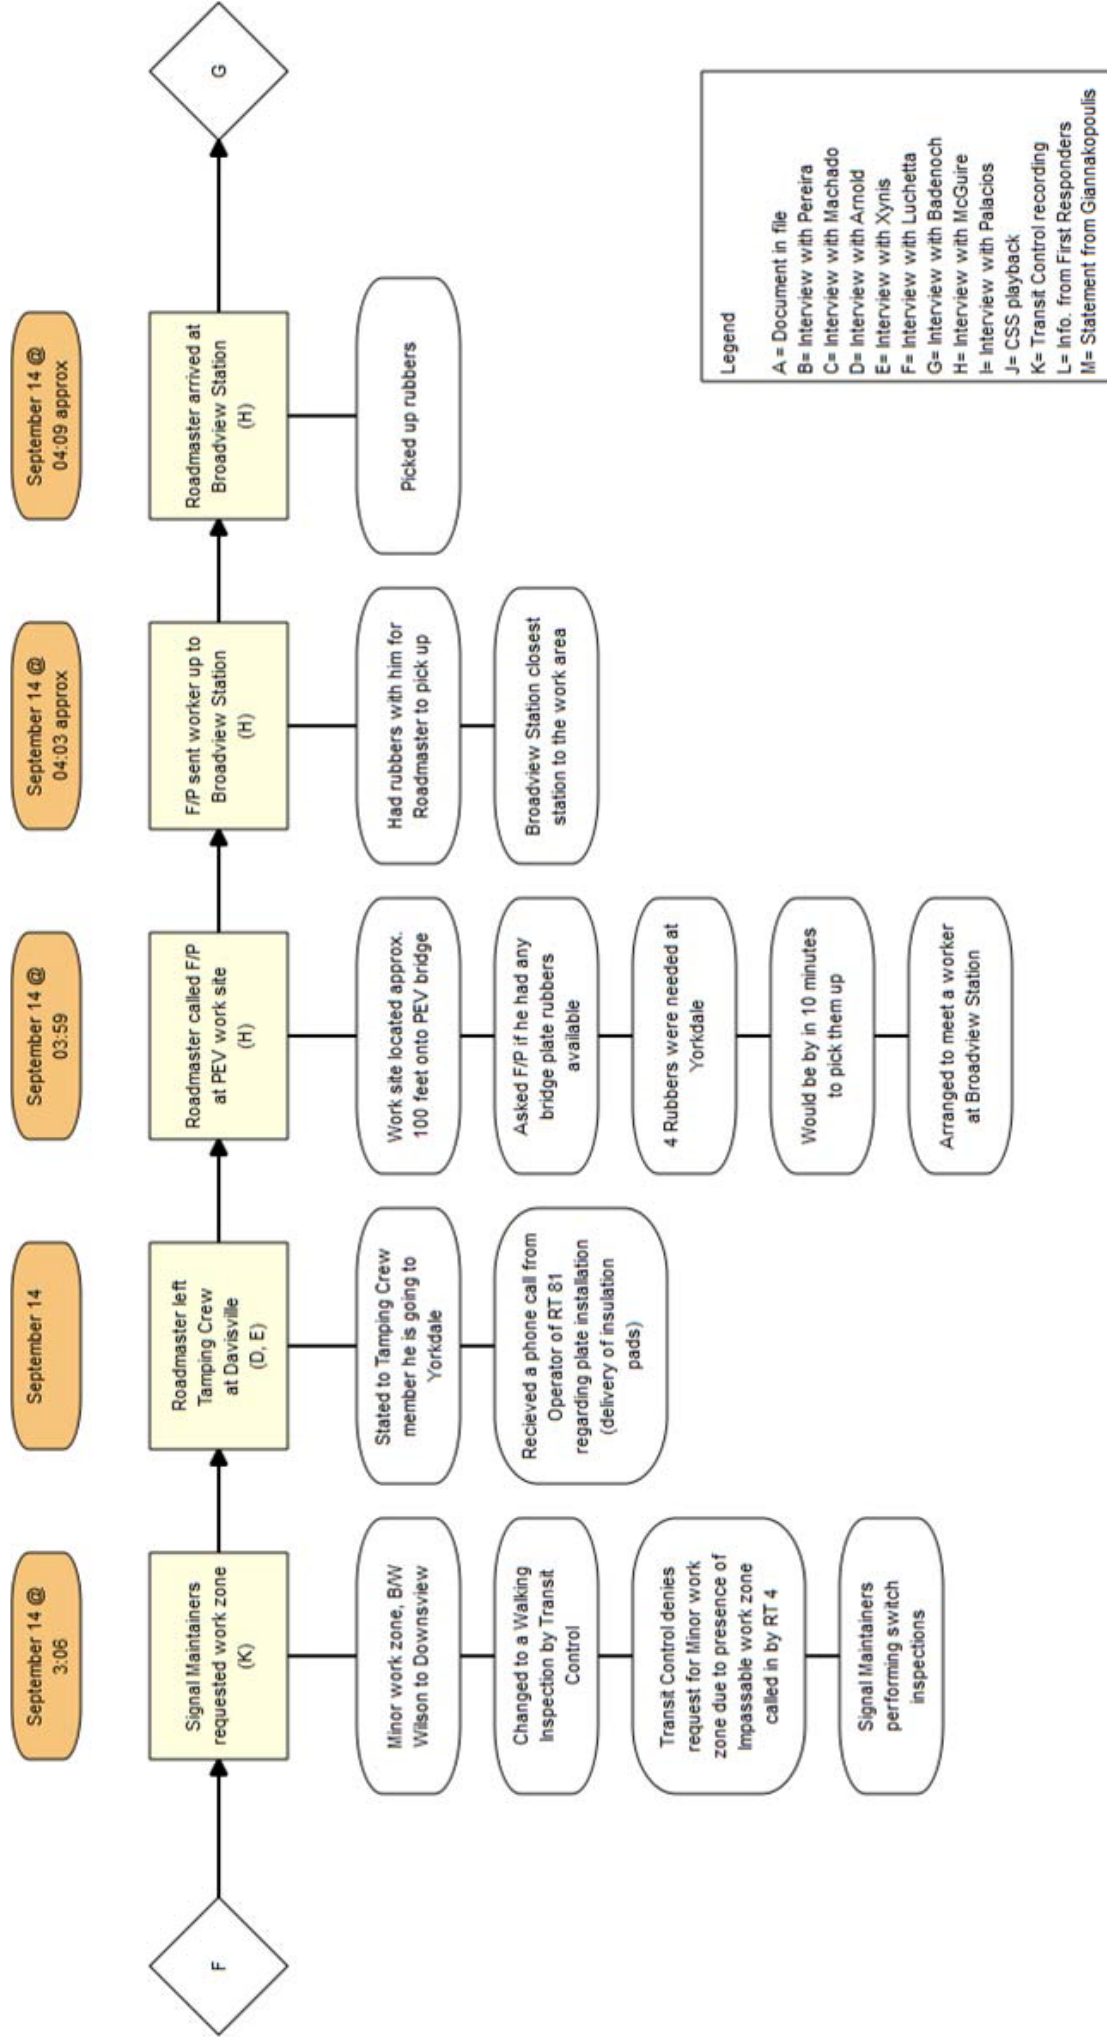 F
September 14 @
3:06
Signal Maintainers
requested work zone
(K)
Minor work zone, B/W
Wilson to Downsview
Changed to a Walking
Inspection by Transit
Control
Transit Control denies
request for Minor work
zone due to presence of
Impassable work zone
called in by RT 4
Signal Maintainers
performing switch
inspections
September 14
Roadmaster left
Tamping Crew
at Davisville
(D, E)
Stated to Tamping Crew
member he is going to
Yorkdale
Recieved a phone call from
Operator of RT 81
regarding plate installation
(delivery of insulation
pads)
September 14 @
03:59
Roadmaster called F/P
at PEV work site
(H)
Work site located approx.
100 feet onto PEV bridge
Asked F/P if he had any
bridge plate rubbers
available
4 Rubbers were needed at
Yorkdale
Would be by in 10 minutes
to pick them up
Arranged to meet a worker
at Broadview Station
September 14 @
04:03 approx
F/P sent worker up to
Broadview Station
(H)
Had rubbers with him for
Roadmaster to pick up
Broadview Station closest
station to the work area
September 14 @
04:09 approx
Roadmaster arrived at
Broadview Station
(H)
Picked up rubbers
G
Legend
A = Document in file
B= Interview with Pereira
C= Interview with Machado
D= Interview with Arnold
E= Interview with Xynis
F= Interview with Luchetta
G= Interview with Badenoch
H= Interview with McGuire
I= Interview with Palacios
J= CSS playback
K= Transit Control recording
L= Info. from First Responders
M= Statement from Giannakopoulis